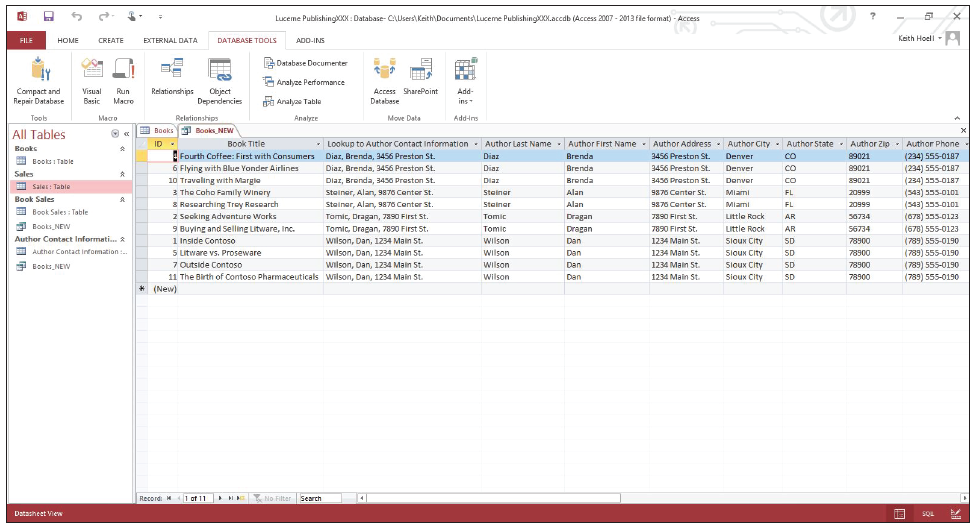 Lucerne PublishingXXX : Database- C:\Users\Keith\Documents\Lucerne PublishingXXX.accdb (Access 2007 - 2013 file format) - Access
FILE HOME CREATE EXTERNAL DATA DATABASE TOOLS ADD-INS Keith Hoell
Compact and Repair Database
Visual Basic
Run Macro
Relationships
Object Dependencies
Database Documenter
Analyze Performance
Analyze Table
Access Database
SharePoint
Add-ins
Tools Macro Relationships Analyze Move Data Add-Ins
All Tables
Books
Books : Table
Sales
Sales : Table
Book Sales
Book Sales : Table
Books_NEW
Author Contact Informati...
Author Contact Information :...
Books_NEW
Books Books_NEW
ID Book Title Lookup to Author Contact Information Author Last Name Author First Name Author Address Author City Author State Author Zip Author Phone
4 Fourth Coffee: First with Consumers Diaz, Brenda, 3456 Preston St. Diaz Brenda 3456 Preston St. Denver CO 89021 (234) 555-0187
6 Flying with Blue Yonder Airlines Diaz, Brenda, 3456 Preston St. Diaz Brenda 3456 Preston St. Denver CO 89021 (234) 555-0187
10 Traveling with Margie Diaz, Brenda, 3456 Preston St. Diaz Brenda 3456 Preston St. Denver CO 89021 (234) 555-0187
3 The Coho Family Winery Steiner, Alan, 9876 Center St. Steiner Alan 9876 Center St. Miami FL 20999 (543) 555-0101
8 Researching Trey Research Steiner, Alan, 9876 Center St. Steiner Alan 9876 Center St. Miami FL 20999 (543) 555-0101
2 Seeking Adventure Works Tomic, Dragan, 7890 First St. Tomic Dragan 7890 First St. Little Rock AR 56734 (678) 555-0123
9 Buying and Selling Litware, Inc. Tomic, Dragan, 7890 First St. Tomic Dragan 7890 First St. Little Rock AR 56734 (678) 555-0123
1 Inside Contoso Wilson, Dan, 1234 Main St. Wilson Dan 1234 Main St. Sioux City SD 78900 (789) 555-0190
5 Litware vs. Proseware Wilson, Dan, 1234 Main St. Wilson Dan 1234 Main St. Sioux City SD 78900 (789) 555-0190
7 Outside Contoso Wilson, Dan, 1234 Main St. Wilson Dan 1234 Main St. Sioux City SD 78900 (789) 555-0190
11 The Birth of Contoso Pharmaceuticals Wilson, Dan, 1234 Main St. Wilson Dan 1234 Main St. Sioux City SD 78900 (789) 555-0190
* (New)
Record: 1 of 11 No Filter Search
Datasheet View SQL